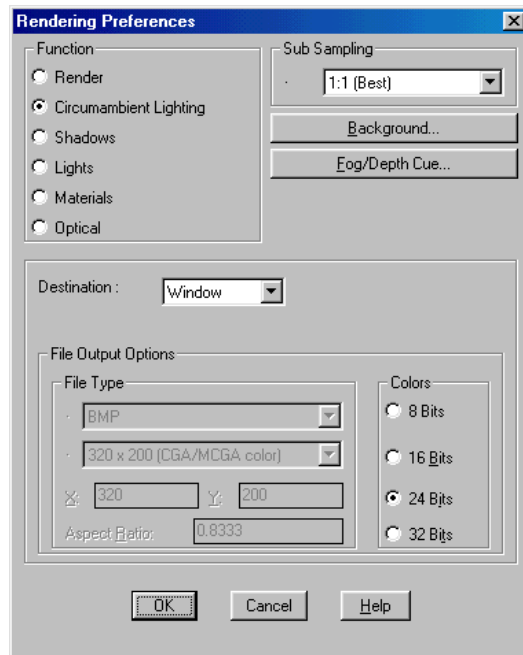 Rendering Preferences
Function
Render
Circumambient Lighting
Shadows
Lights
Materials
Optical
Sub Sampling
1:1 (Best)
Background...
Fog/Depth Cue...
Destination :
Window
File Output Options
File Type
BMP
320 x 200 (CGA/MCGA color)
X: 320 Y: 200
Aspect Ratio: 0.8333
Colors
8 Bits
16 Bits
24 Bits
32 Bits
OK Cancel Help